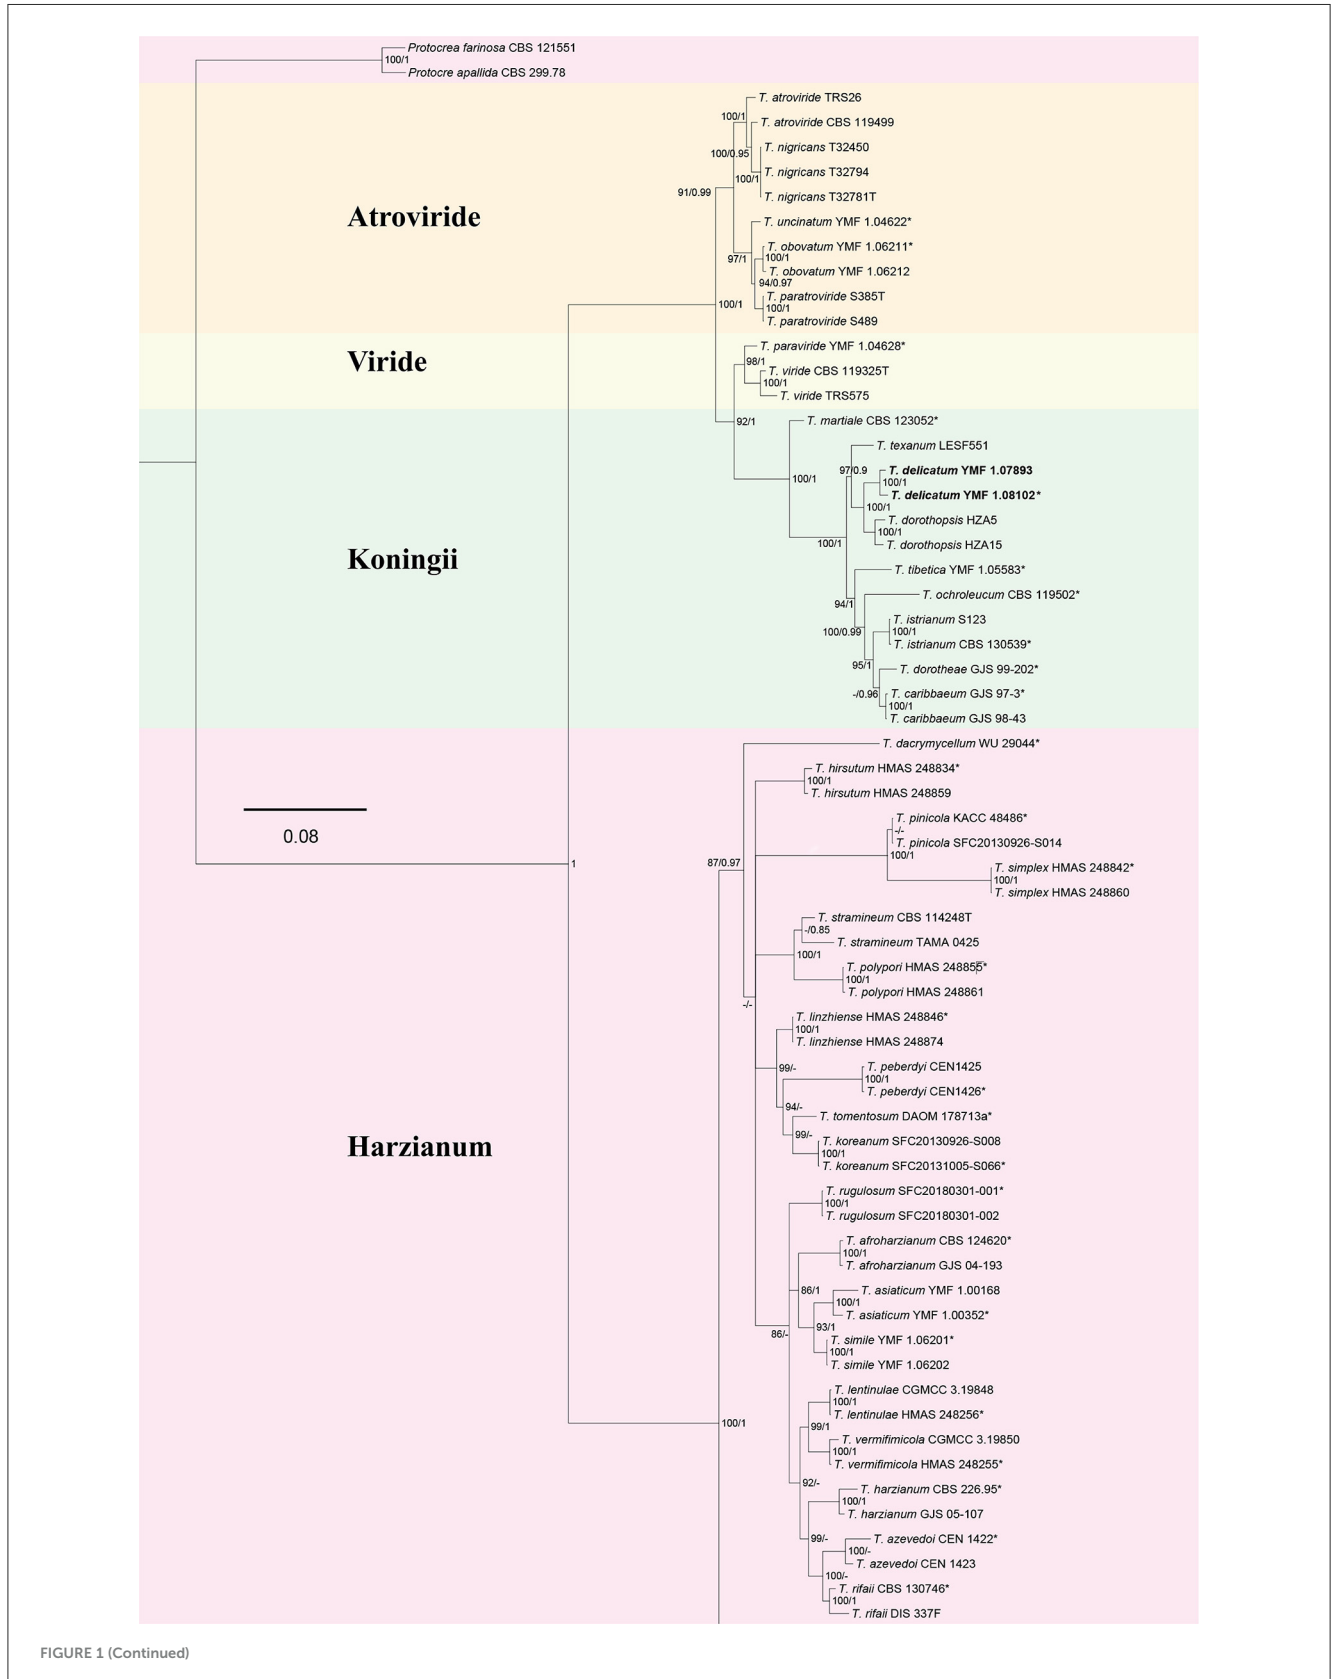 Protocrea farinosa CBS 121551
100/1
Protocre apallida CBS 299.78
T. atroviride TRS26
100/1
T. atroviride CBS 119499
T. nigricans T32450
100/0.95
T. nigricans T32794
100/1
91/0.99
T. nigricans T32781T
Atroviride
T. uncinatum YMF 1.04622*
T. obovatum YMF 1.06211*
97/1
100/1
T. obovatum YMF 1.06212
94/0.97
T. paratroviride S385T
100/1
100/1
T. paratroviride S489
T. paraviride YMF 1.04628*
Viride
98/1
T. viride CBS 119325T
100/1
T. viride TRS575
92/1
T. martiale CBS 123052*
T. texanum LESF551
97/0.9
T. delicatum YMF 1.07893
100/1
100/1
T. delicatum YMF 1.08102*
100/1
T. dorothopsis HZA5
100/1
100/1
T. dorothopsis HZA15
Koningii
T. tibetica YMF 1.05583*
T. ochroleucum CBS 119502*
94/1
T. istrianum S123
100/0.99
100/1
T. istrianum CBS 130539*
95/1
T. dorotheae GJS 99-202*
-/0.96
T. caribbaeum GJS 97-3*
100/1
T. caribbaeum GJS 98-43
T. dacrymycellum WU 29044*
T. hirsutum HMAS 248834*
100/1
T. hirsutum HMAS 248859
0.08
T. pinicola KACC 48486*
-/-
T. pinicola SFC20130926-S014
100/1
87/0.97
1
T. simplex HMAS 248842*
100/1
T. simplex HMAS 248860
T. stramineum CBS 114248T
-/0.85
T. stramineum TAMA 0425
100/1
T. polypori HMAS 248855*
100/1
T. polypori HMAS 248861
-/-
T. linzhiense HMAS 248846*
100/1
T. linzhiense HMAS 248874
99/-
T. peberdyi CEN1425
100/1
T. peberdyi CEN1426*
94/-
T. tomentosum DAOM 178713a*
99/-
T. koreanum SFC20130926-S008
Harzianum
100/1
T. koreanum SFC20131005-S066*
T. rugulosum SFC20180301-001*
100/1
T. rugulosum SFC20180301-002
T. afroharzianum CBS 124620*
100/1
T. afroharzianum GJS 04-193
86/1
T. asiaticum YMF 1.00168
100/1
T. asiaticum YMF 1.00352*
93/1
86/-
T. simile YMF 1.06201*
100/1
T. simile YMF 1.06202
T. lentinulae CGMCC 3.19848
100/1
T. lentinulae HMAS 248256*
99/1
100/1
T. vermifimicola CGMCC 3.19850
100/1
T. vermifimicola HMAS 248255*
92/-
T. harzianum CBS 226.95*
100/1
T. harzianum GJS 05-107
99/-
T. azevedoi CEN 1422*
100/-
T. azevedoi CEN 1423
100/-
T. rifaii CBS 130746*
100/1
T. rifaii DIS 337F
FIGURE 1 (Continued)